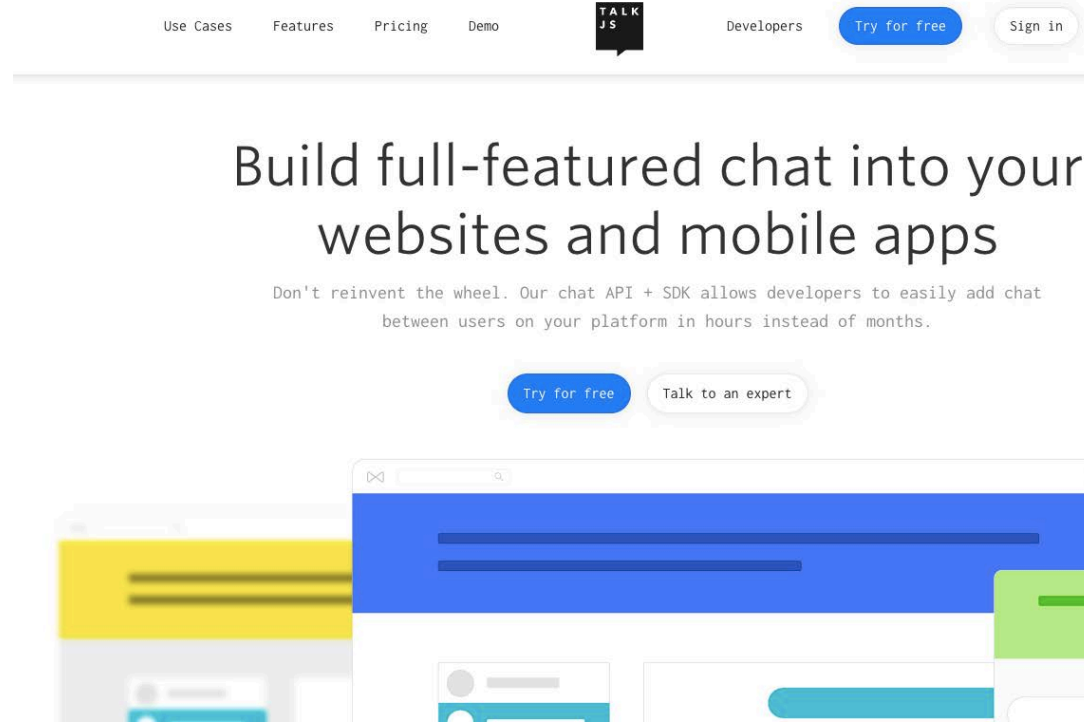 Use Cases Features Pricing Demo TALK Developers Try for free Sign in
JS
Build full-featured chat into your
websites and mobile apps
Don't reinvent the wheel. Our chat API + SDK allows developers to easily add chat
between users on your platform in hours instead of months.
Try for free Talk to an expert